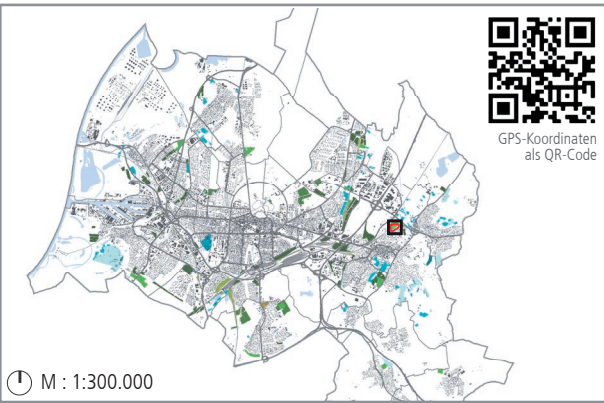 GPS-Koordinaten
als QR-Code
M : 1:300.000